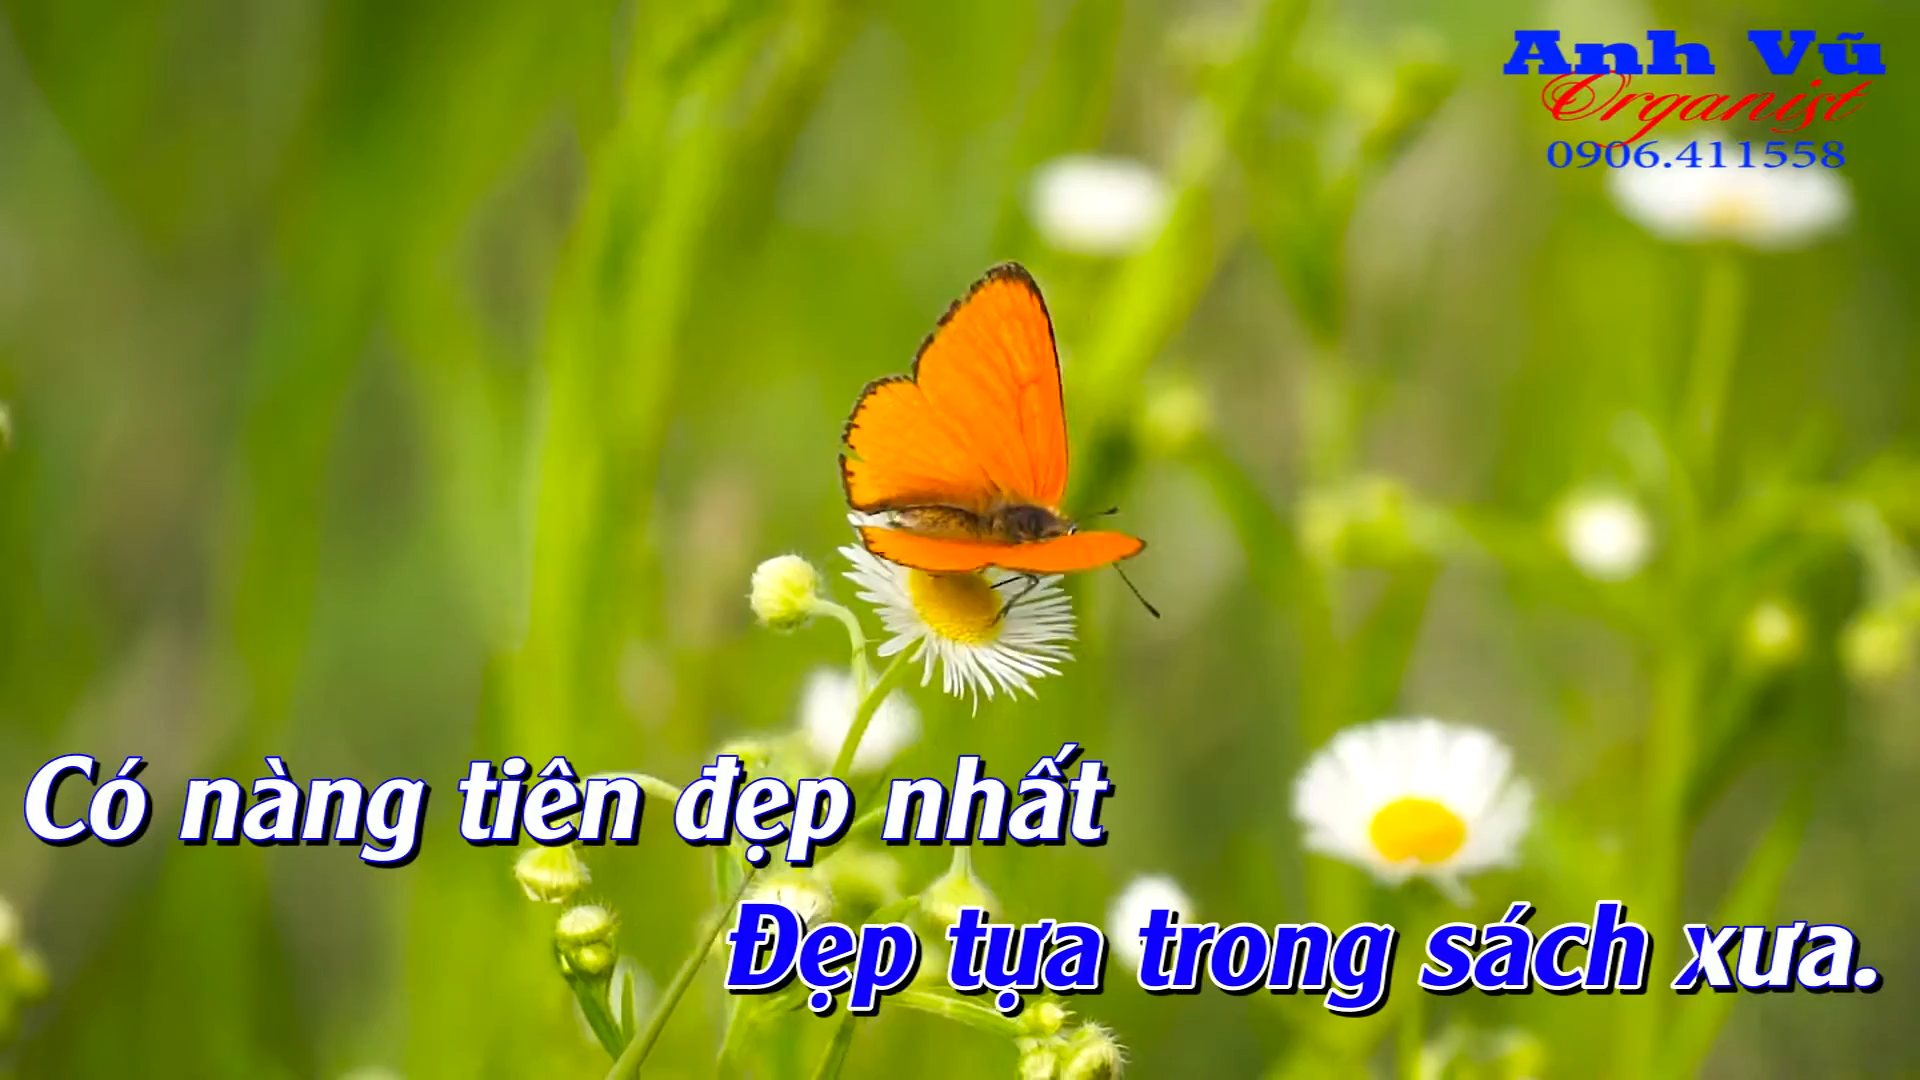 Anh Vũ
Organist
0906.411558
Có nàng tiên đẹp nhất
Đẹp tựa trong sách xưa.